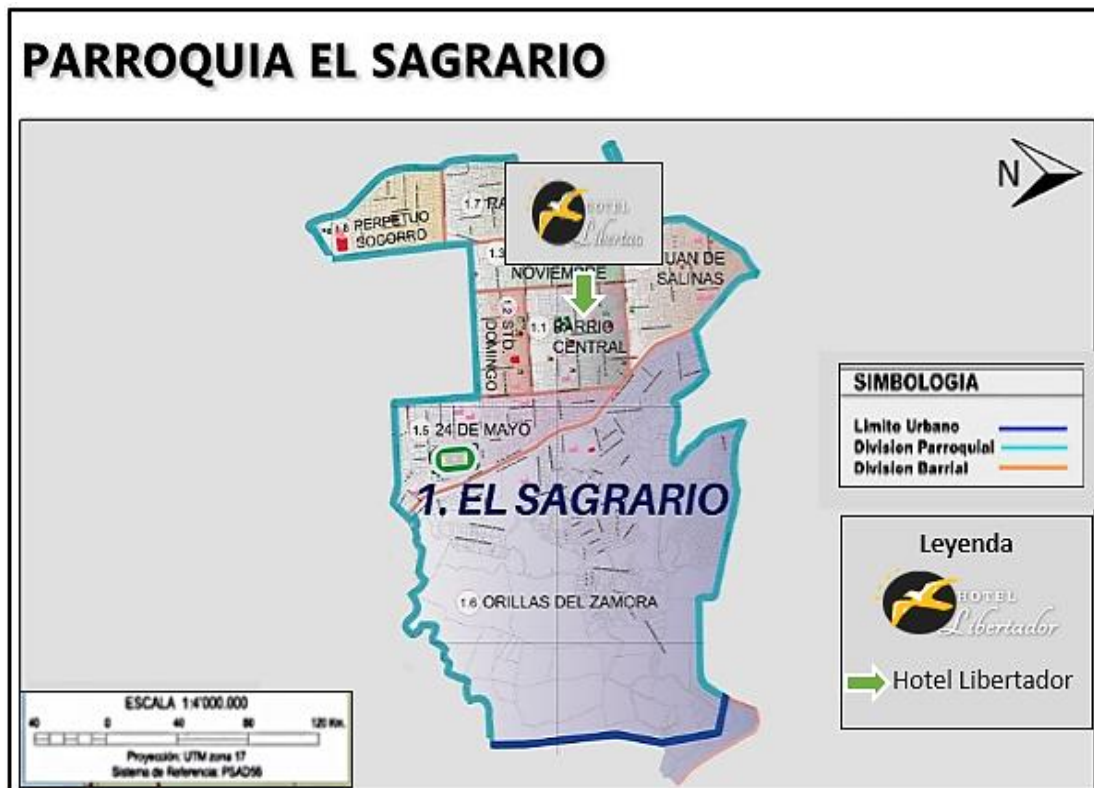 PARROQUIA EL SAGRARIO
N
1.7 RA
HOTEL
Libertad
1.8 PERPETUO
SOCORRO
1.3
NOVIEMBRE
JUAN DE
SALINAS
1.2 STO.
DOMINGO
1.1 BARRIO
CENTRAL
1.5 24 DE MAYO
1. EL SAGRARIO
1.6 ORILLAS DEL ZAMORA
SIMBOLOGIA
Limite Urbano
Division Parroquial
Division Barrial
Leyenda
HOTEL
Libertador
Hotel Libertador
ESCALA 1:4'000.000
40 0 40 80 120 Km.
Proyección: UTM zona 17
Sistema de Referencia: PSAD56